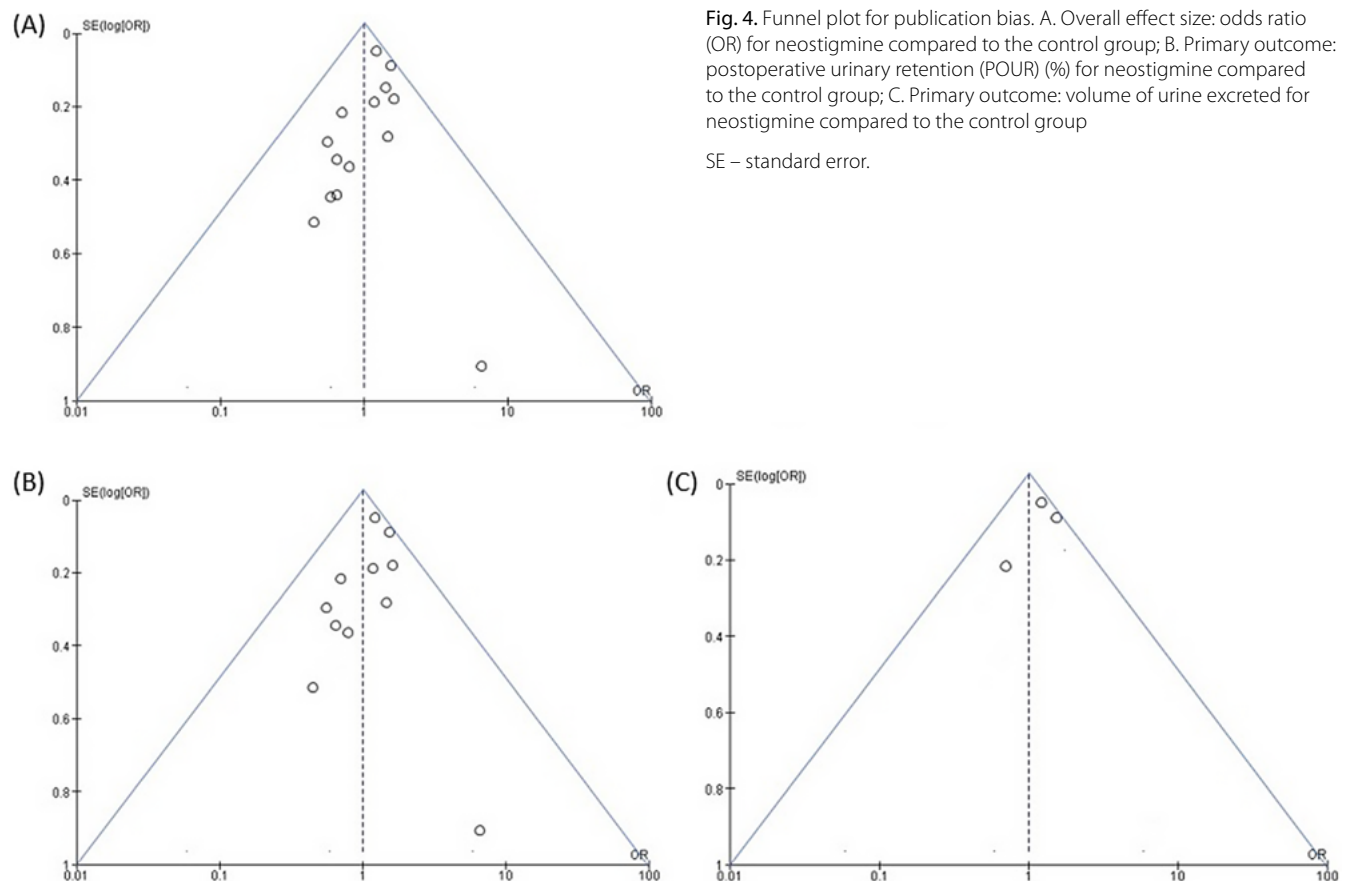 (A)
SE(log[OR])
0
0.2
0.4
0.6
0.8
1
0.01
0.1
1
10
100
OR
Fig. 4. Funnel plot for publication bias. A. Overall effect size: odds ratio
(OR) for neostigmine compared to the control group; B. Primary outcome:
postoperative urinary retention (POUR) (%) for neostigmine compared
to the control group; C. Primary outcome: volume of urine excreted for
neostigmine compared to the control group
SE – standard error.
(B)
SE(log[OR])
0
0.2
0.4
0.6
0.8
1
0.01
0.1
1
10
100
OR
(C)
SE(log[OR])
0
0.2
0.4
0.6
0.8
1
0.01
0.1
1
10
100
OR